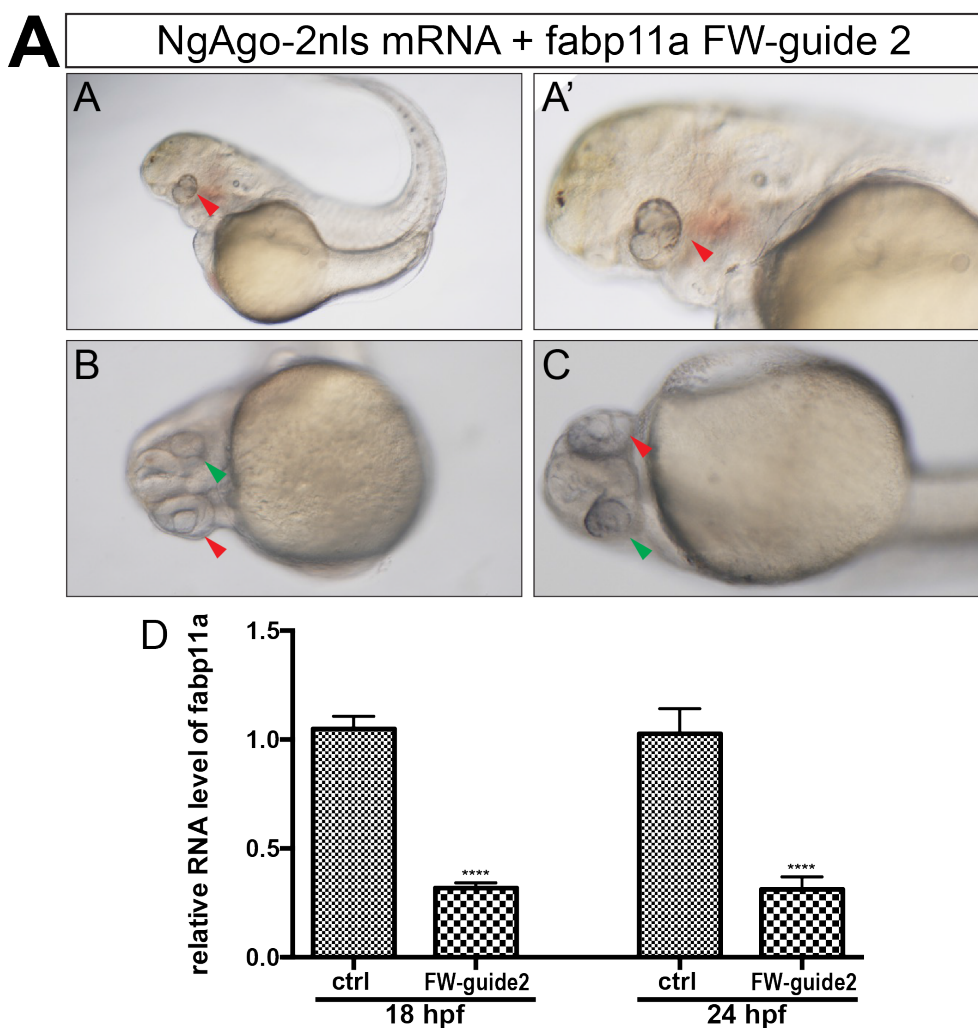 A
NgAgo-2nls mRNA + fabp11a FW-guide 2
A
A'
B
C
D
relative RNA level of fabp11a
1.5
1.0
0.5
0.0
****
****
ctrl
FW-guide2
ctrl
FW-guide2
18 hpf
24 hpf